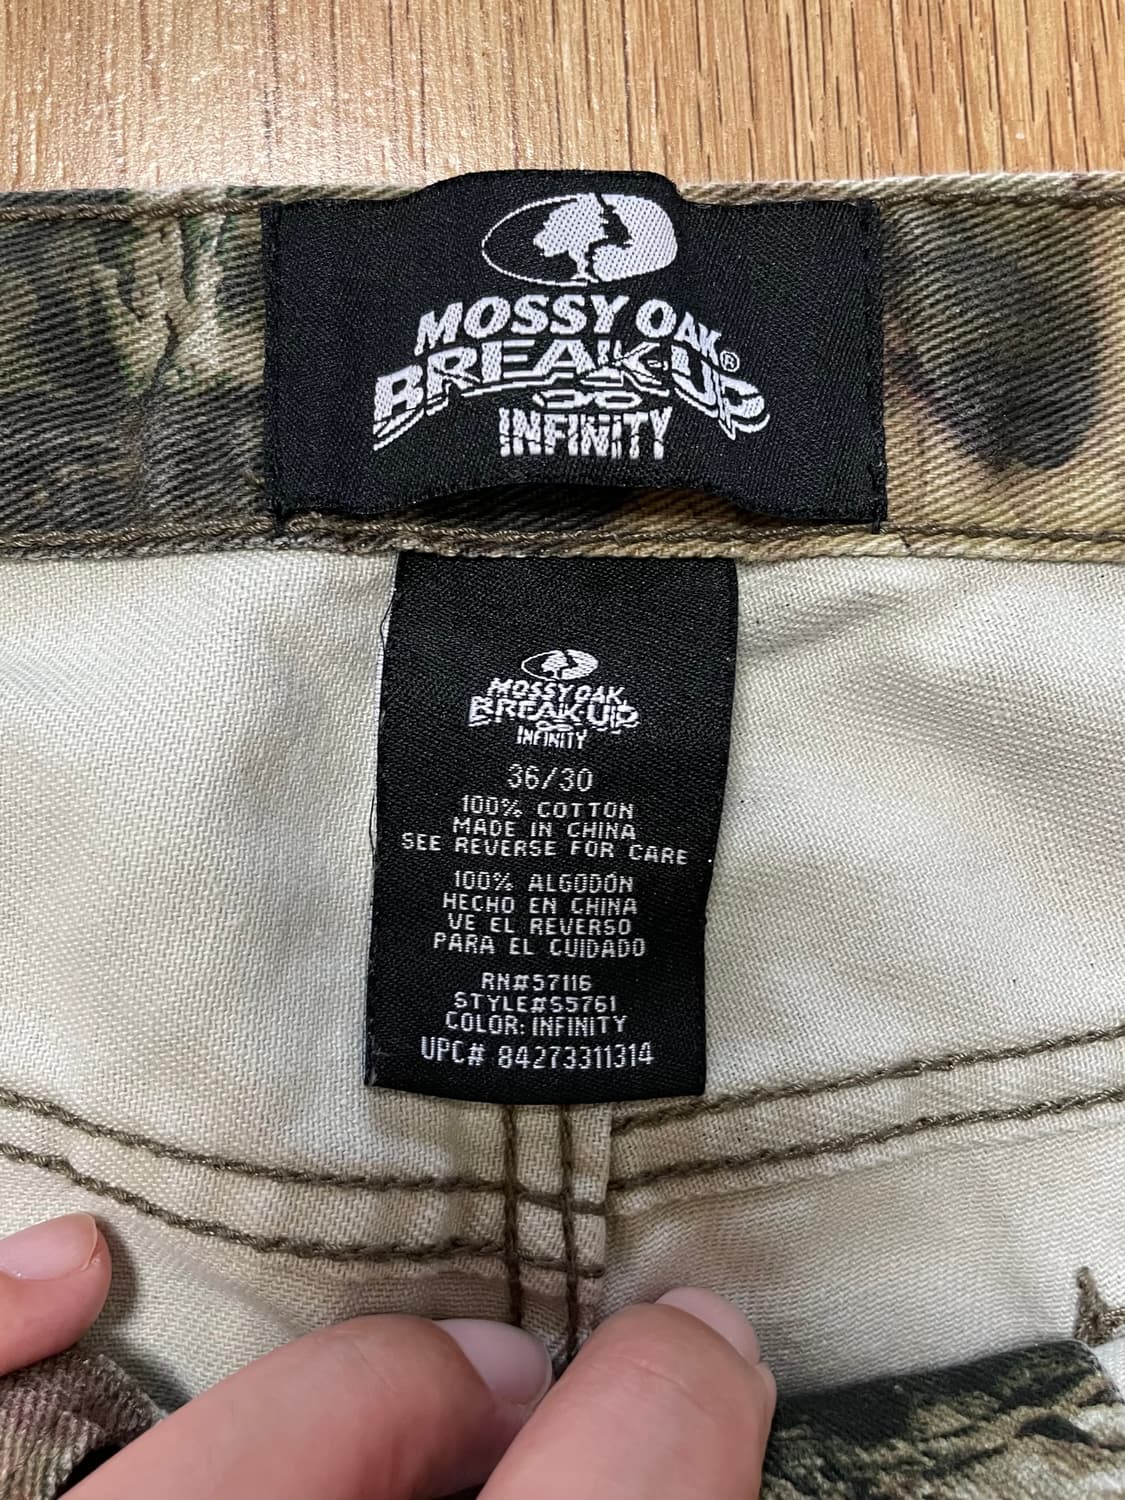 MOSSY OAK
BREAK-UP®
INFINITY
MOSSY OAK
BREAK-UP
INFINITY
36/30
100% COTTON
MADE IN CHINA
SEE REVERSE FOR CARE
100% ALGODÓN
HECHO EN CHINA
VE EL REVERSO
PARA EL CUIDADO
RN#57116
STYLE#S5761
COLOR: INFINITY
UPC# 84273311314